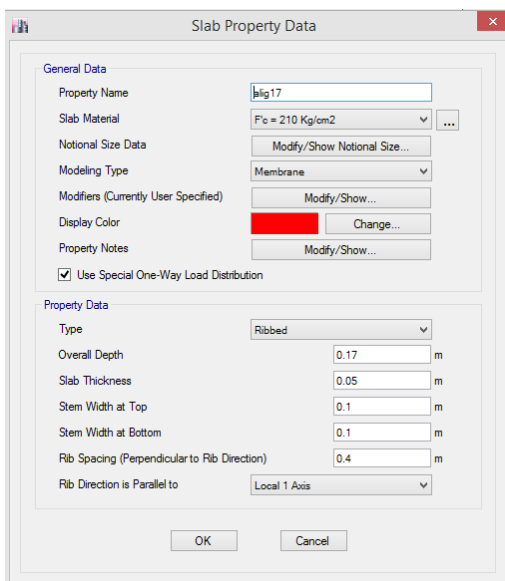 Slab Property Data
General Data
Property Name alig17
Slab Material F'c = 210 Kg/cm2 ...
Notional Size Data Modify/Show Notional Size...
Modeling Type Membrane
Modifiers (Currently User Specified) Modify/Show...
Display Color Change...
Property Notes Modify/Show...
Use Special One-Way Load Distribution
Property Data
Type Ribbed
Overall Depth 0.17 m
Slab Thickness 0.05 m
Stem Width at Top 0.1 m
Stem Width at Bottom 0.1 m
Rib Spacing (Perpendicular to Rib Direction) 0.4 m
Rib Direction is Parallel to Local 1 Axis
OK Cancel